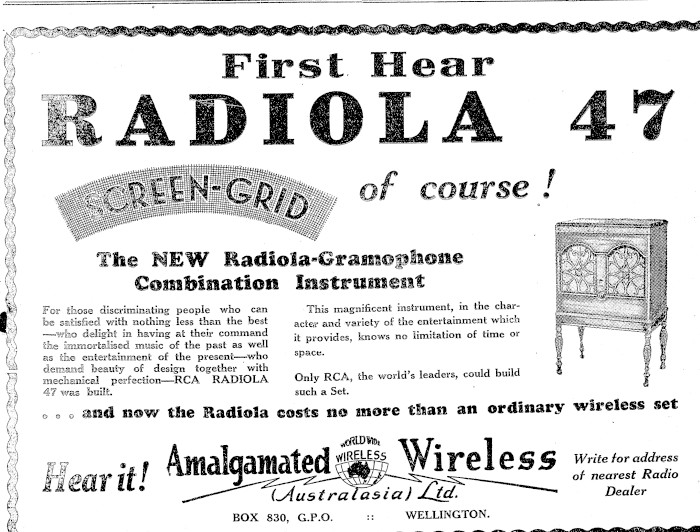 First Hear
RADIOLA 47
SCREEN-GRID
of course!
The NEW Radiola-Gramophone
Combination Instrument
For those discriminating people who can
be satisfied with nothing less than the best
—who delight in having at their command
the immortalised music of the past as well
as the entertainment of the present—who
demand beauty of design together with
mechanical perfection—RCA RADIOLA
47 was built.
This magnificent instrument, in the char-
acter and variety of the entertainment which
it provides, knows no limitation of time or
space.
Only RCA, the world's leaders, could build
such a Set.
. . . and now the Radiola costs no more than an ordinary wireless set
Hear it!
Amalgamated Wireless
WORLD WIDE
WIRELESS
(Australasia) Ltd.
BOX 830, G.P.O. :: WELLINGTON.
Write for address
of nearest Radio
Dealer